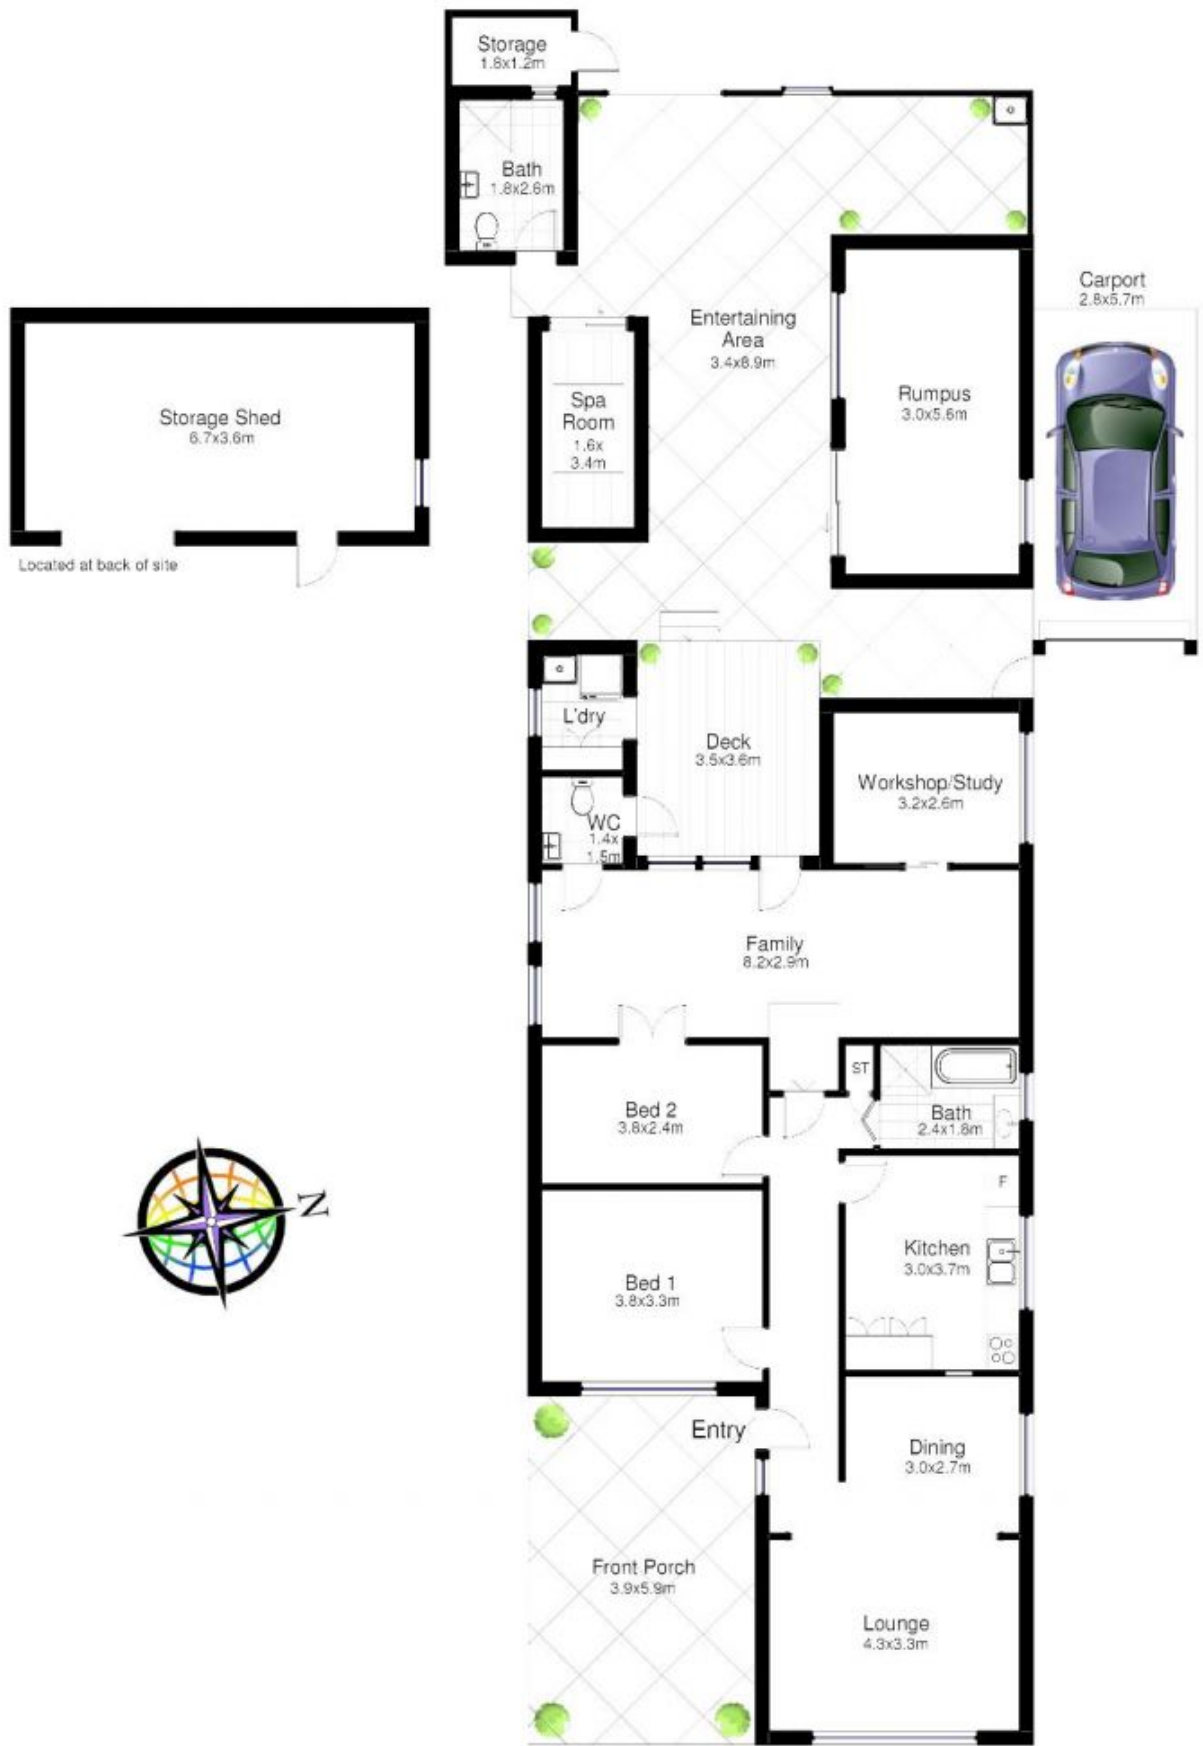 Storage
1.8x1.2m
Bath
1.8x2.6m
Carport
2.8x5.7m
Entertaining
Area
3.4x8.9m
Rumpus
3.0x5.6m
Storage Shed
6.7x3.6m
Spa
Room
1.6x
3.4m
Located at back of site
L'dry
Deck
3.5x3.6m
Workshop/Study
3.2x2.6m
WC
1.4x
1.5m
Family
8.2x2.9m
ST
Bed 2
3.8x2.4m
Bath
2.4x1.8m
F
N
Kitchen
3.0x3.7m
Bed 1
3.8x3.3m
Entry
Dining
3.0x2.7m
Front Porch
3.9x5.9m
Lounge
4.3x3.3m